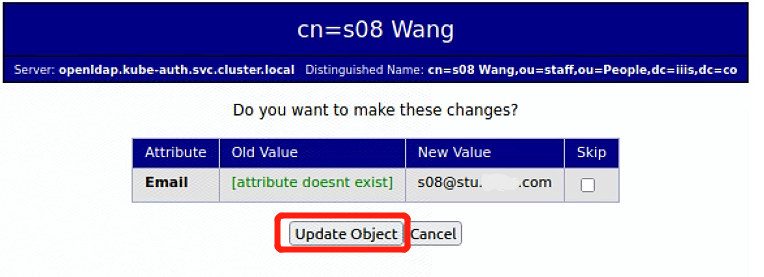 cn=s08 Wang
Server: openldap.kube-auth.svc.cluster.local Distinguished Name: cn=s08 Wang,ou=staff,ou=People,dc=iiis,dc=co
Do you want to make these changes?
Attribute Old Value New Value Skip
Email [attribute doesnt exist] s08@stu. .com
Update Object Cancel